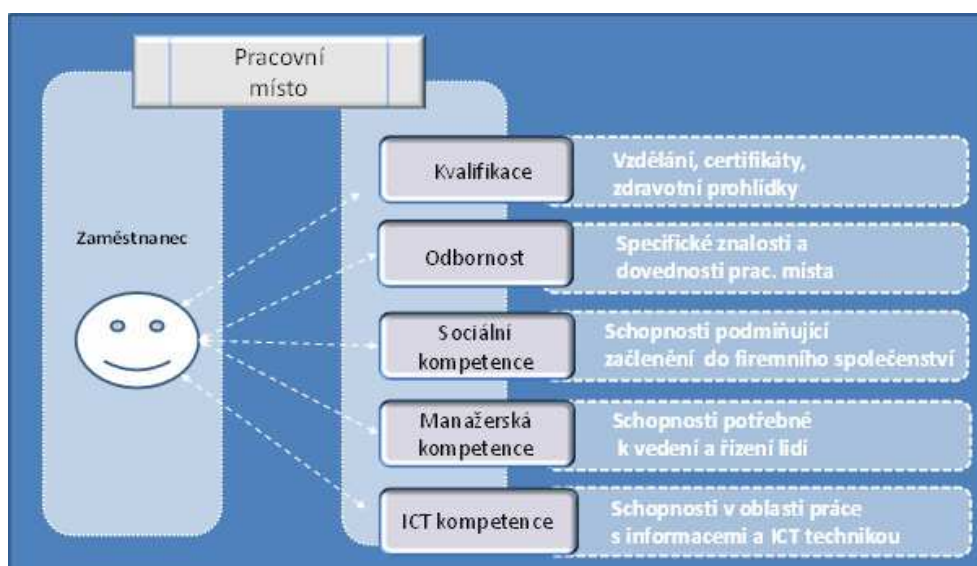 Pracovní
místo
Zaměstnanec
Kvalifikace
Vzdělání, certifikáty,
zdravotní prohlídky
Odbornost
Specifické znalosti a
dovednosti prac. místa
Sociální
kompetence
Schopnosti podmiňující
začlenění do firemního společenství
Manažerská
kompetence
Schopnosti potřebné
k vedení a řízení lidí
ICT kompetence
Schopnosti v oblasti práce
s informacemi a ICT technikou